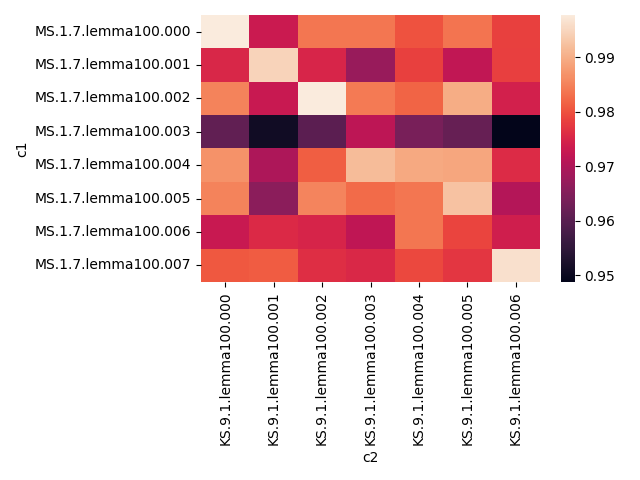 MS.1.7.lemma100.000
MS.1.7.lemma100.001
MS.1.7.lemma100.002
MS.1.7.lemma100.003
MS.1.7.lemma100.004
MS.1.7.lemma100.005
MS.1.7.lemma100.006
MS.1.7.lemma100.007
c1
KS.9.1.lemma100.000
KS.9.1.lemma100.001
KS.9.1.lemma100.002
KS.9.1.lemma100.003
KS.9.1.lemma100.004
KS.9.1.lemma100.005
KS.9.1.lemma100.006
c2
0.99
0.98
0.97
0.96
0.95